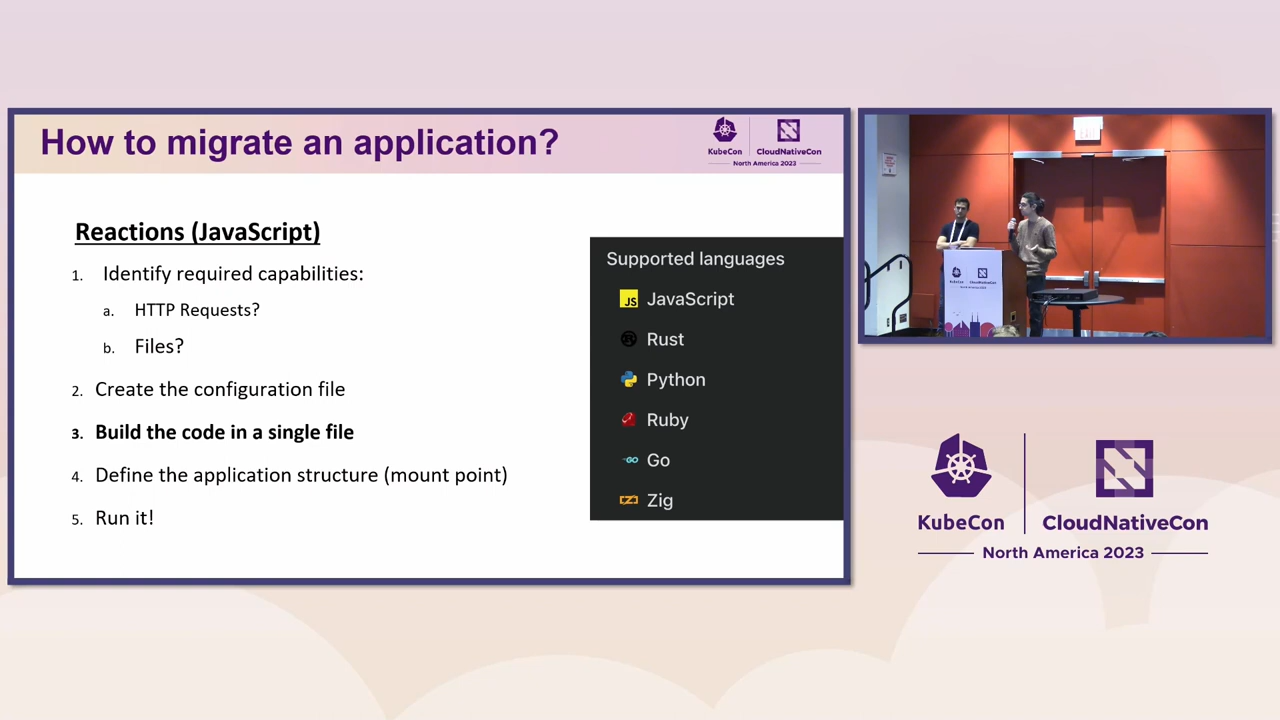 How to migrate an application?
KubeCon
CloudNativeCon
North America 2023
Reactions (JavaScript)
1. Identify required capabilities:
a. HTTP Requests?
b. Files?
2. Create the configuration file
3. Build the code in a single file
4. Define the application structure (mount point)
5. Run it!
Supported languages
JS JavaScript
Rust
Python
Ruby
GO Go
Zig
KubeCon
CloudNativeCon
North America 2023